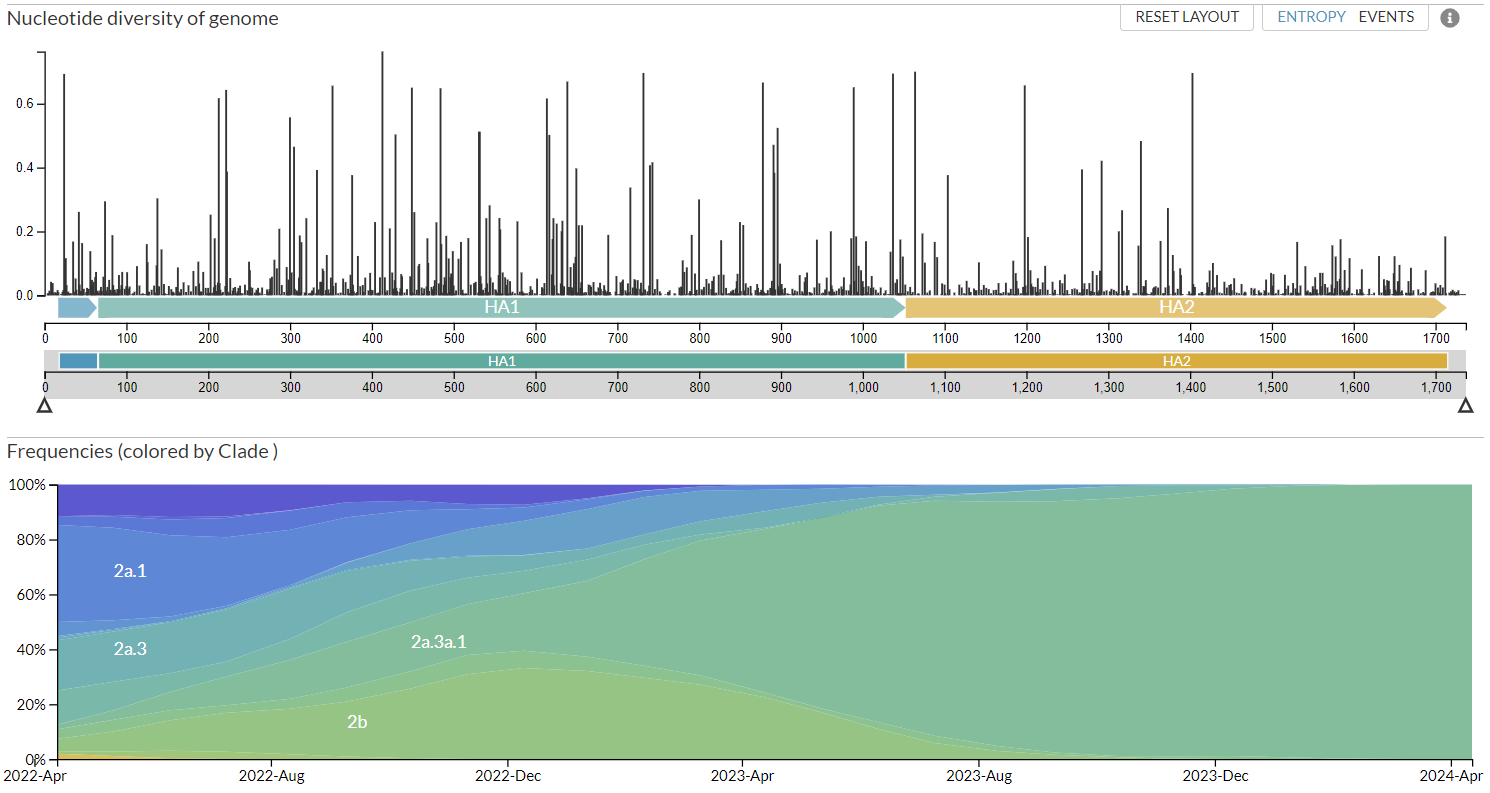 Nucleotide diversity of genome
RESET LAYOUT
ENTROPY EVENTS
i
0.6
0.4
0.2
0.0
HA1 HA2
0 100 200 300 400 500 600 700 800 900 1000 1100 1200 1300 1400 1500 1600 1700
HA1 HA2
0 100 200 300 400 500 600 700 800 900 1,000 1,100 1,200 1,300 1,400 1,500 1,600 1,700
Frequencies (colored by Clade )
100%
80%
2a.1
60%
40%
2a.3
2a.3a.1
20%
2b
0%
2022-Apr 2022-Aug 2022-Dec 2023-Apr 2023-Aug 2023-Dec 2024-Apr